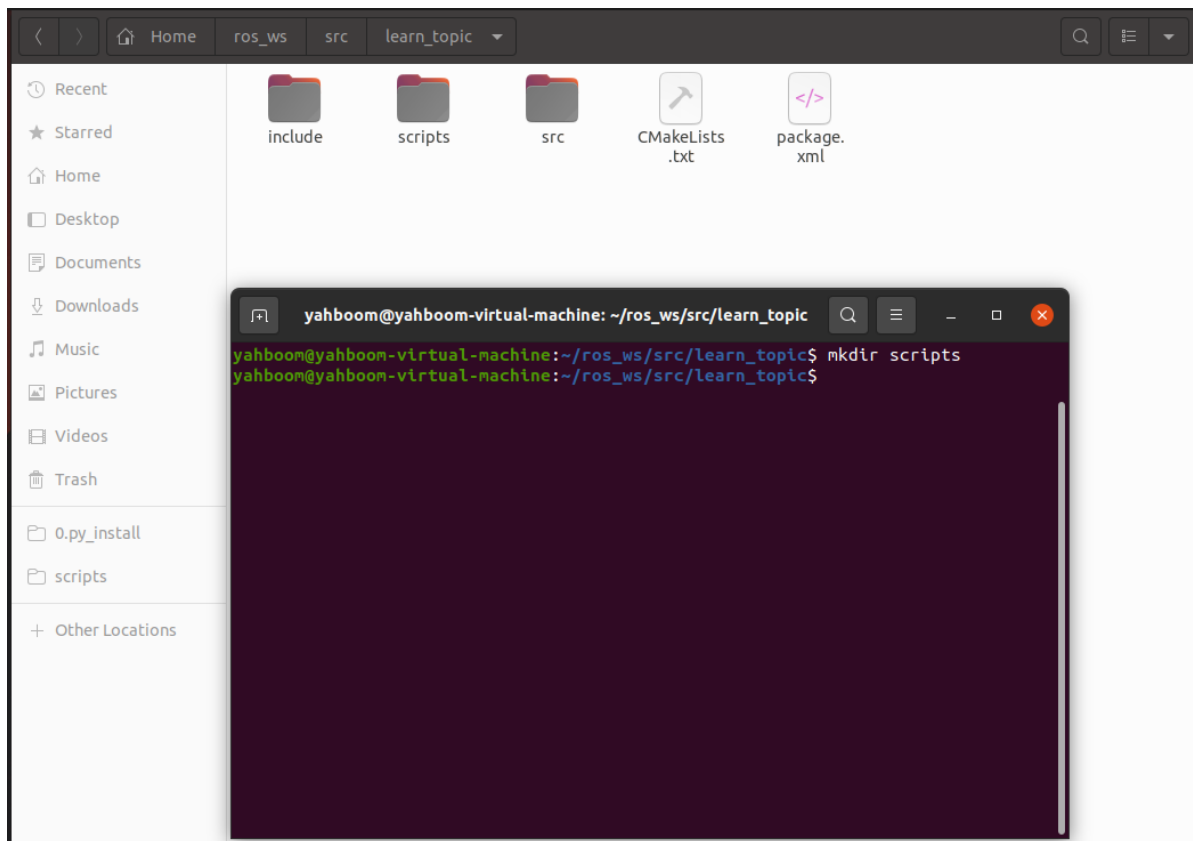 Home ros_ws src learn_topic
Recent
Starred
Home
Desktop
Documents
Downloads
Music
Pictures
Videos
Trash
0.py_install
scripts
Other Locations
include scripts src CMakeLists package.
.txt xml
yahboom@yahboom-virtual-machine: ~/ros_ws/src/learn_topic
yahboom@yahboom-virtual-machine:~/ros_ws/src/learn_topic$ mkdir scripts
yahboom@yahboom-virtual-machine:~/ros_ws/src/learn_topic$